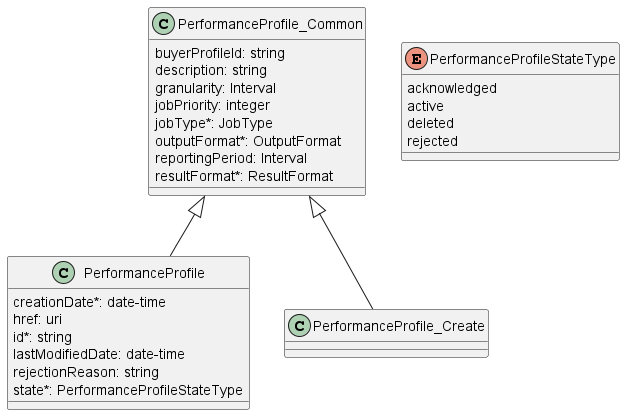 C PerformanceProfile_Common
buyerProfileId: string
description: string
granularity: Interval
jobPriority: integer
jobType*: JobType
outputFormat*: OutputFormat
reportingPeriod: Interval
resultFormat*: ResultFormat
E PerformanceProfileStateType
acknowledged
active
deleted
rejected
C PerformanceProfile
creationDate*: date-time
href: uri
id*: string
lastModifiedDate: date-time
rejectionReason: string
state*: PerformanceProfileStateType
C PerformanceProfile_Create